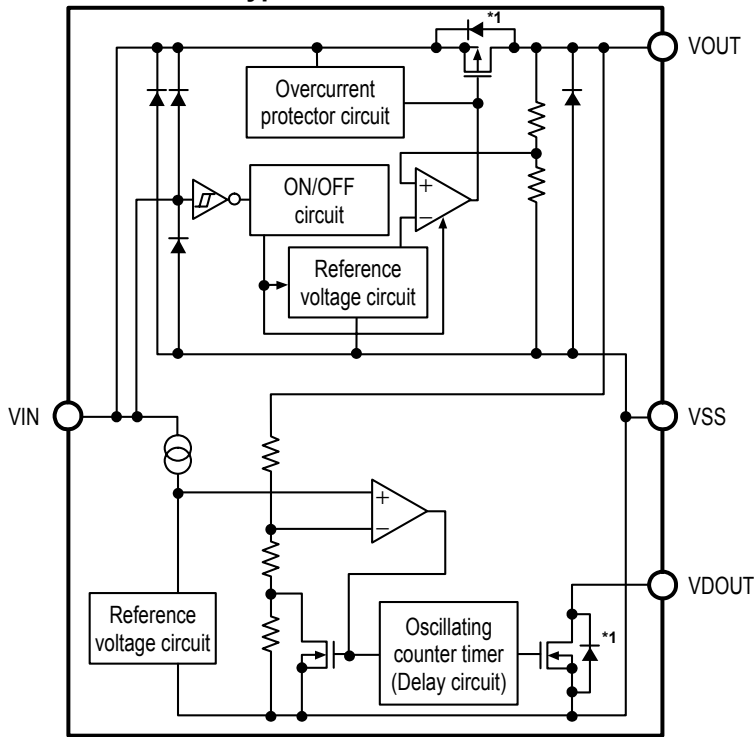 *1
VOUT
Overcurrent
protector circuit
ON/OFF
circuit
+
−
Reference
voltage circuit
VIN
VSS
+
−
VDOUT
Reference
voltage circuit
Oscillating
counter timer
(Delay circuit)
*1